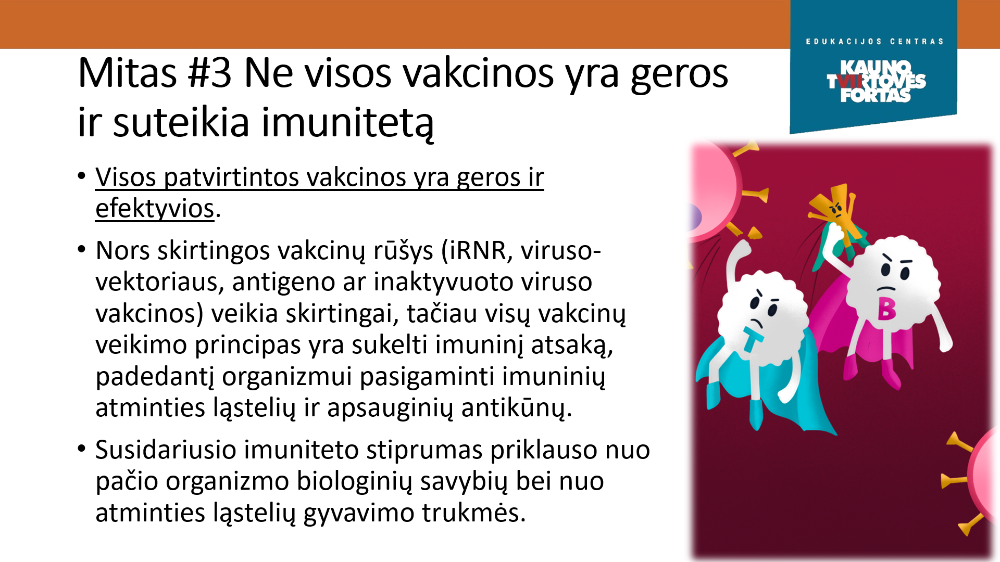 EDUKACIJOS CENTRAS
KAUNO
TVIIRTOVĖS
FORTAS
Mitas #3 Ne visos vakcinos yra geros
ir suteikia imunitetą
• Visos patvirtintos vakcinos yra geros ir
efektyvios.
• Nors skirtingos vakcinų rūšys (iRNR, viruso-
vektoriaus, antigeno ar inaktyvuoto viruso
vakcinos) veikia skirtingai, tačiau visų vakcinų
veikimo principas yra sukelti imuninį atsaką,
padedantį organizmui pasigaminti imuninių
atminties ląstelių ir apsauginių antikūnų.
• Susidariusio imuniteto stiprumas priklauso nuo
pačio organizmo biologinių savybių bei nuo
atminties ląstelių gyvavimo trukmės.
T
B